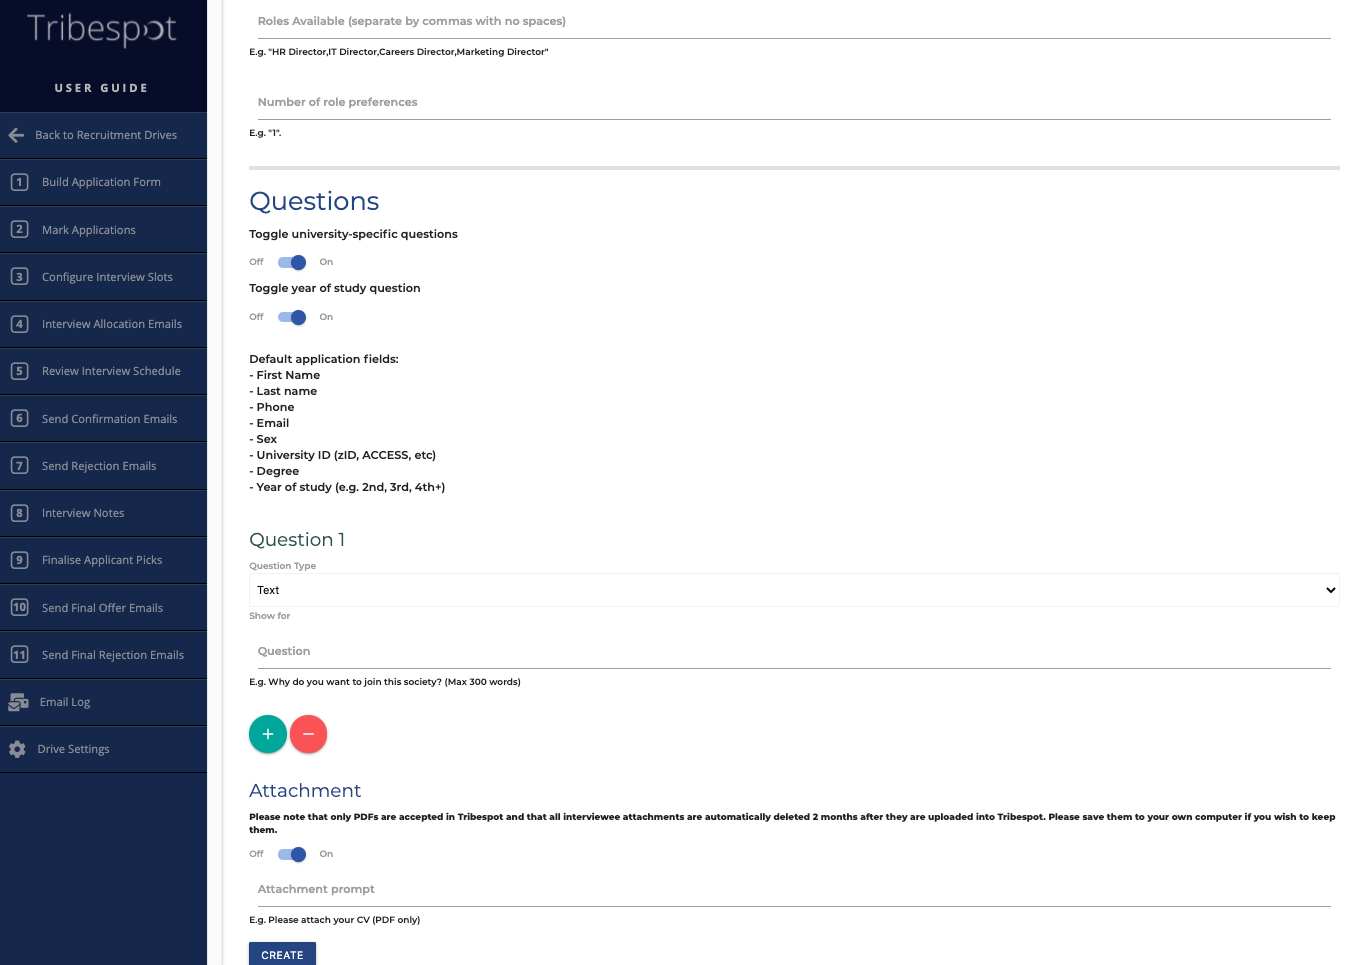 Tribespot
USER GUIDE
Back to Recruitment Drives
1 Build Application Form
2 Mark Applications
3 Configure Interview Slots
4 Interview Allocation Emails
5 Review Interview Schedule
6 Send Confirmation Emails
7 Send Rejection Emails
8 Interview Notes
9 Finalise Applicant Picks
10 Send Final Offer Emails
11 Send Final Rejection Emails
Email Log
Drive Settings
Roles Available (separate by commas with no spaces)
E.g. "HR Director,IT Director,Careers Director,Marketing Director"
Number of role preferences
E.g. "1".
Questions
Toggle university-specific questions
Off On
Toggle year of study question
Off On
Default application fields:
- First Name
- Last name
- Phone
- Email
- Sex
- University ID (zID, ACCESS, etc)
- Degree
- Year of study (e.g. 2nd, 3rd, 4th+)
Question 1
Question Type
Text
Show for
Question
E.g. Why do you want to join this society? (Max 300 words)
+ −
Attachment
Please note that only PDFs are accepted in Tribespot and that all interviewee attachments are automatically deleted 2 months after they are uploaded into Tribespot. Please save them to your own computer if you wish to keep
them.
Off On
Attachment prompt
E.g. Please attach your CV (PDF only)
CREATE